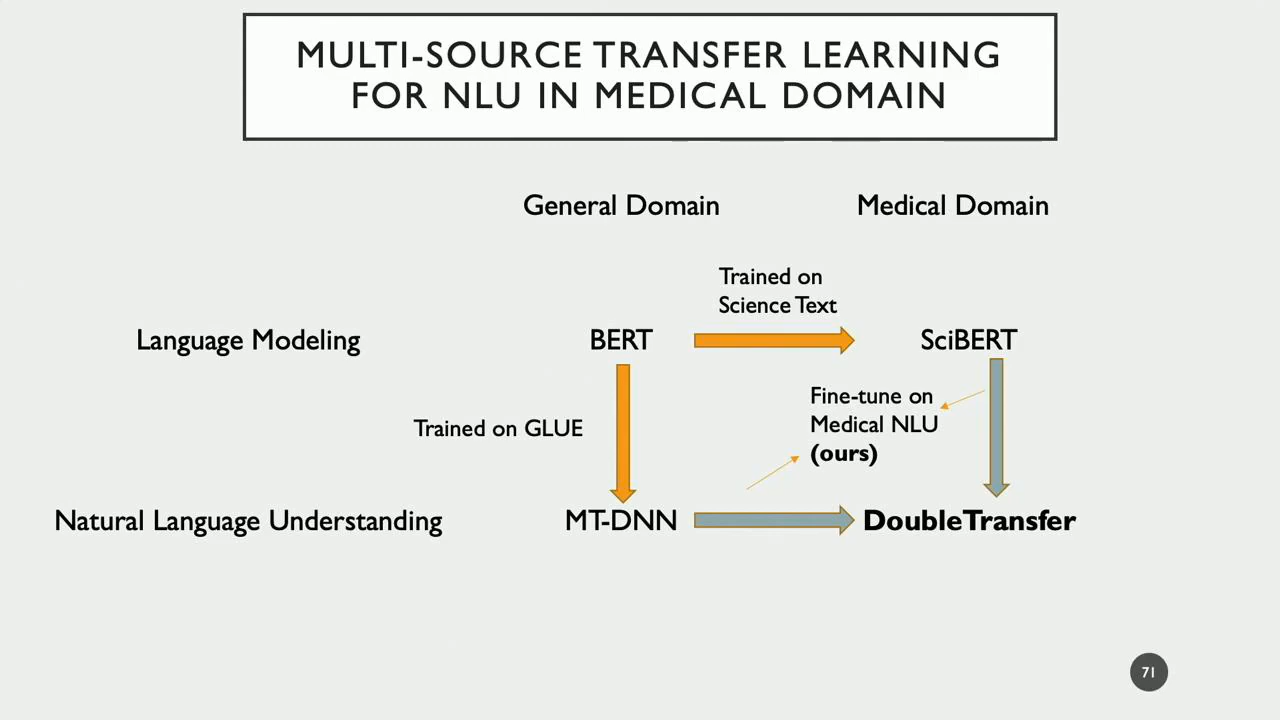 MULTI-SOURCE TRANSFER LEARNING
FOR NLU IN MEDICAL DOMAIN
General Domain
Medical Domain
Trained on
Science Text
Language Modeling
BERT
SciBERT
Fine-tune on
Medical NLU
(ours)
Trained on GLUE
Natural Language Understanding
MT-DNN
DoubleTransfer
71